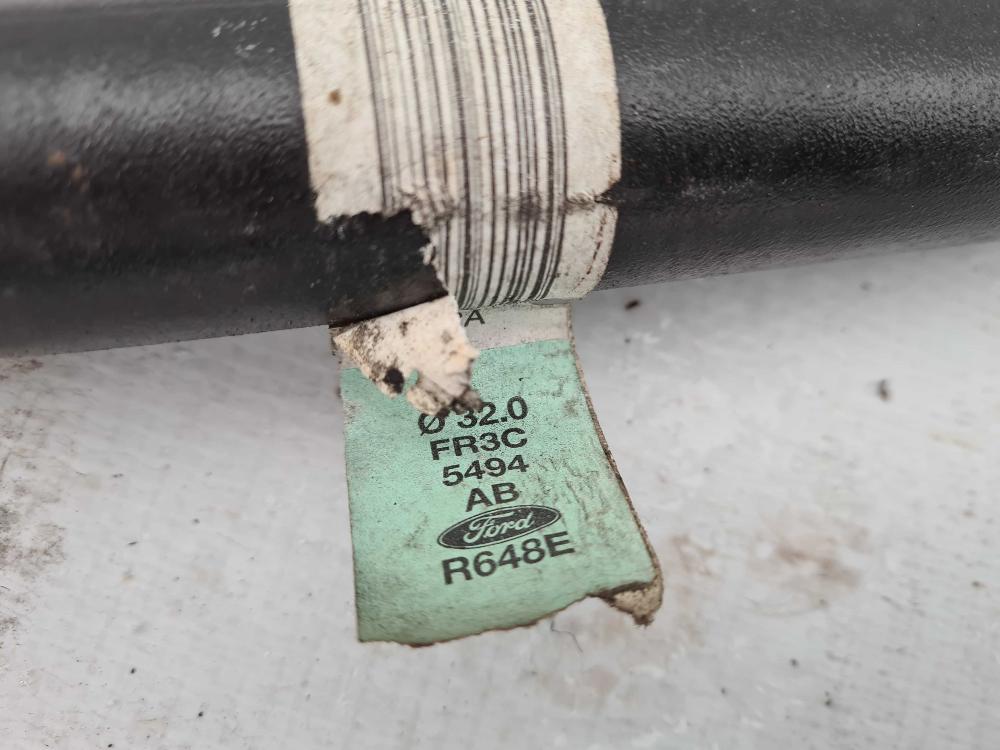 A
Ø 32.0
FR3C
5494
AB
Ford
R648E